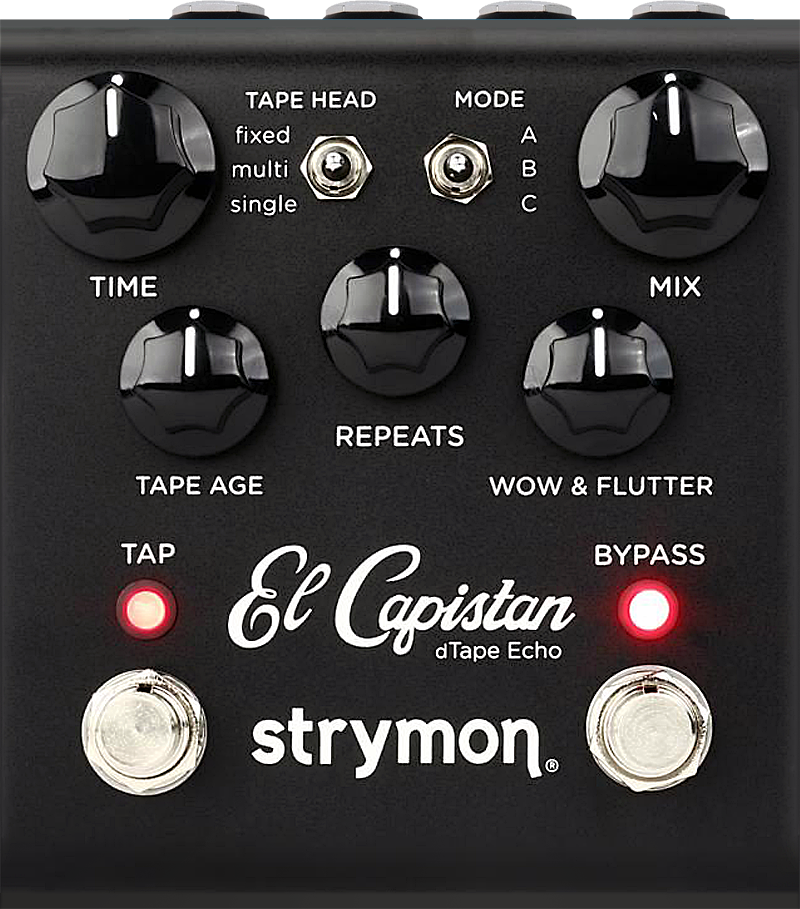 TAPE HEAD
MODE
fixed
A
multi
B
single
C
TIME
MIX
REPEATS
TAPE AGE
WOW & FLUTTER
TAP
BYPASS
El Capistan
dTape Echo
strymon®